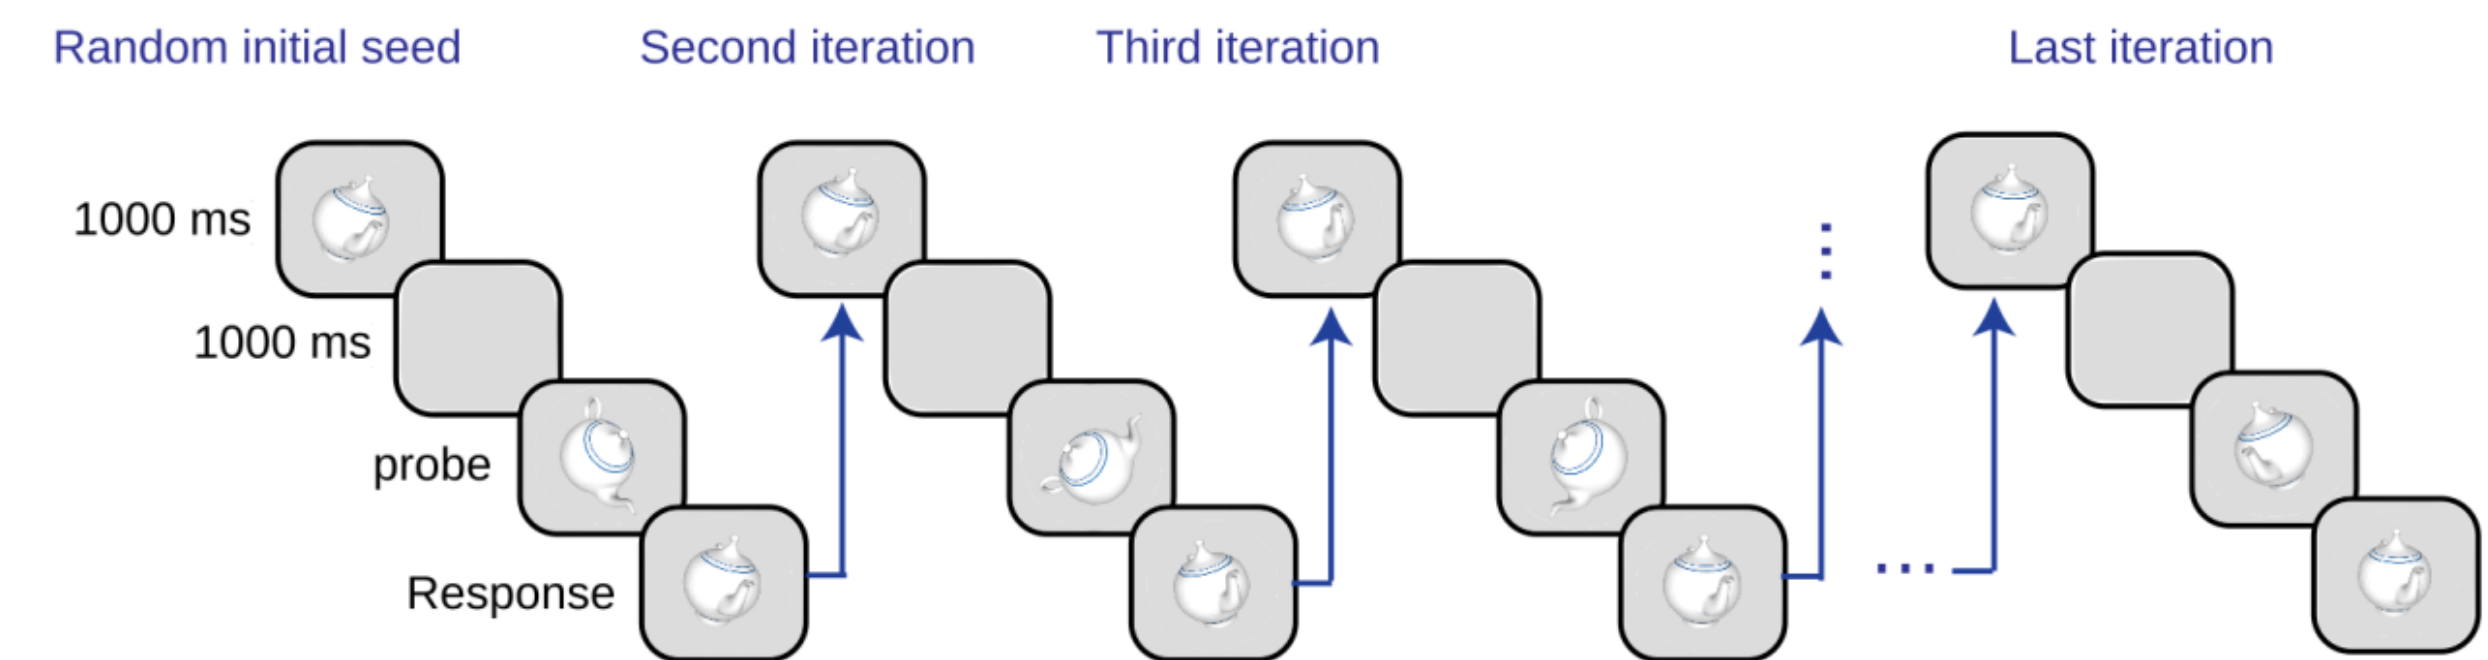 Random initial seed
Second iteration
Third iteration
Last iteration
1000 ms
1000 ms
probe
Response